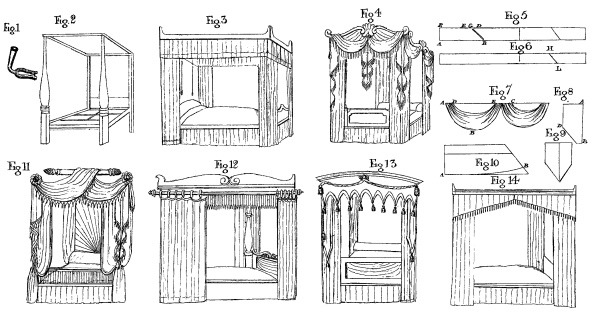 Fig 1
Fig. 2
Fig. 3
Fig 4
Fig 5
E E G D
A B
Fig 6
H
L
Fig 7
A D E C
B
Fig 8
Fig 9
Fig 10
A B
Fig 11
Fig 12
Fig 13
Fig 14